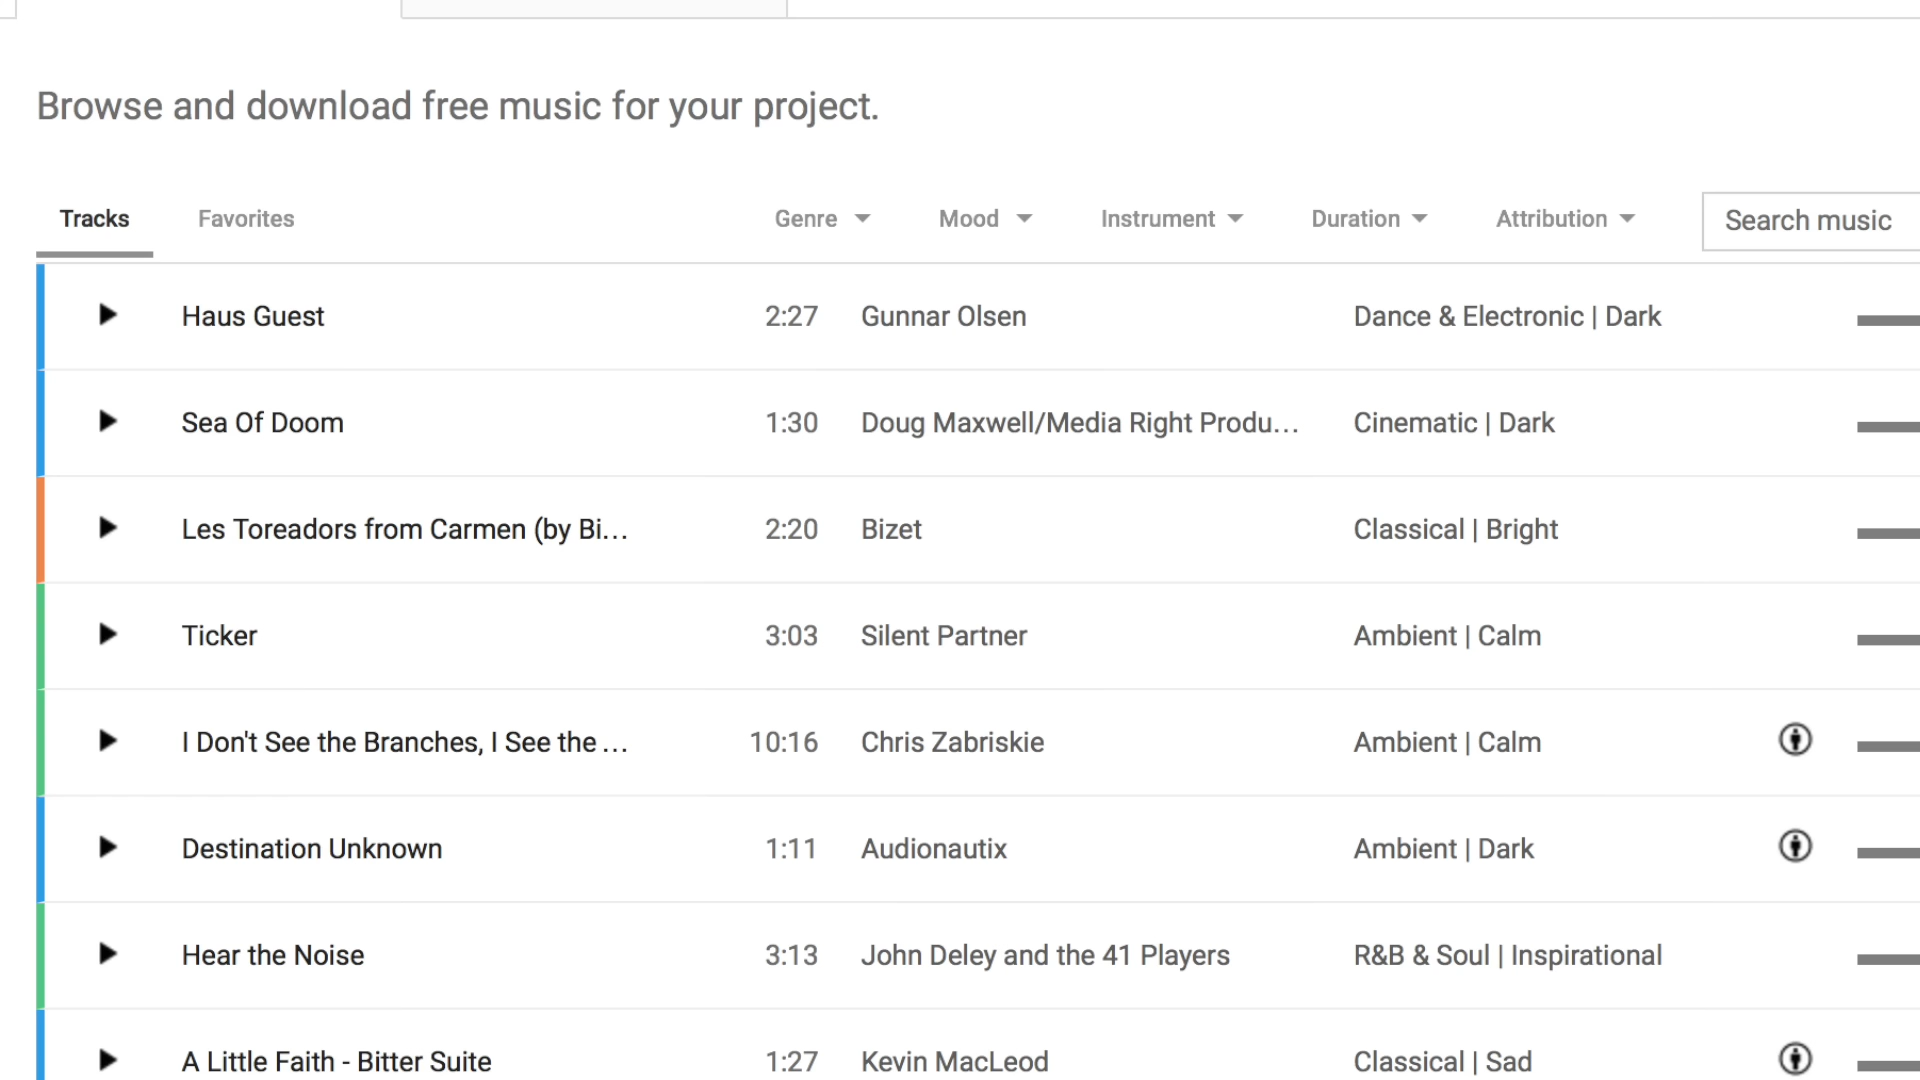 Browse and download free music for your project.
Tracks Favorites Genre Mood Instrument Duration Attribution Search music
Haus Guest 2:27 Gunnar Olsen Dance & Electronic | Dark
Sea Of Doom 1:30 Doug Maxwell/Media Right Produ...
Cinematic | Dark
Les Toreadors from Carmen (by Bi... 2:20 Bizet Classical | Bright
Ticker 3:03 Silent Partner Ambient | Calm
I Don't See the Branches, I See the ... 10:16 Chris Zabriskie Ambient | Calm
Destination Unknown 1:11 Audionautix Ambient | Dark
Hear the Noise 3:13 John Deley and the 41 Players R&B & Soul | Inspirational
A Little Faith - Bitter Suite 1:27 Kevin MacLeod Classical | Sad